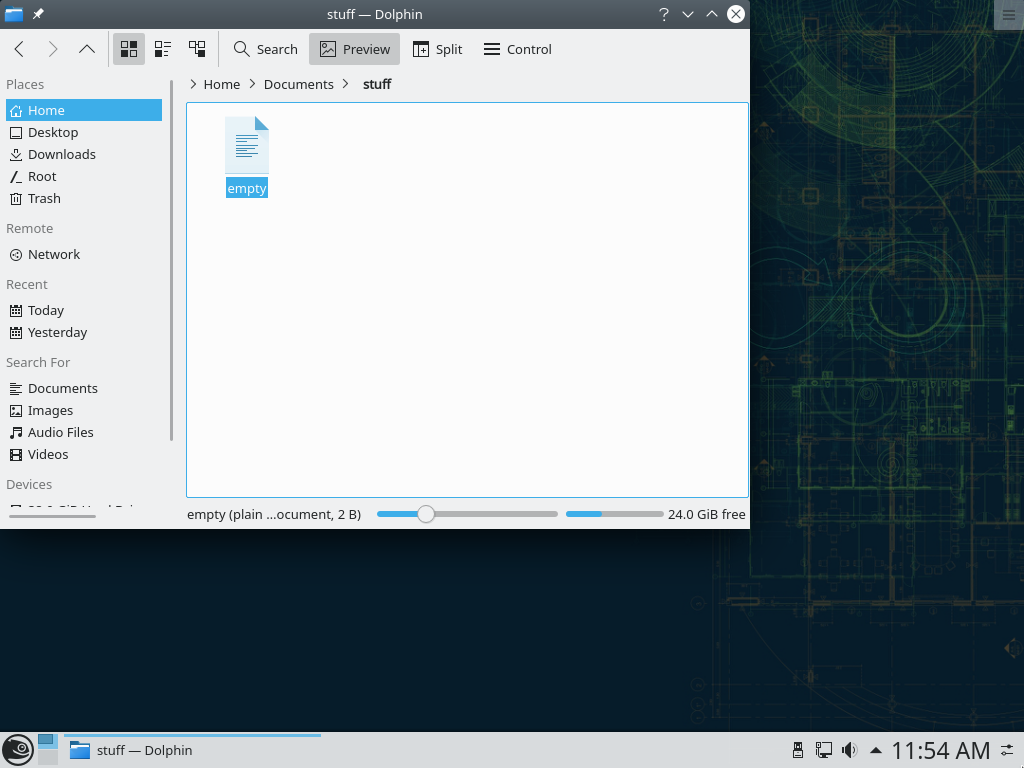 stuff — Dolphin
Search
Preview
Split
Control
Places
Home
Desktop
Downloads
Root
Trash
Remote
Network
Recent
Today
Yesterday
Search For
Documents
Images
Audio Files
Videos
Devices
Home
Documents
stuff
empty
empty (plain ...ocument, 2 B)
24.0 GiB free
stuff — Dolphin
11:54 AM